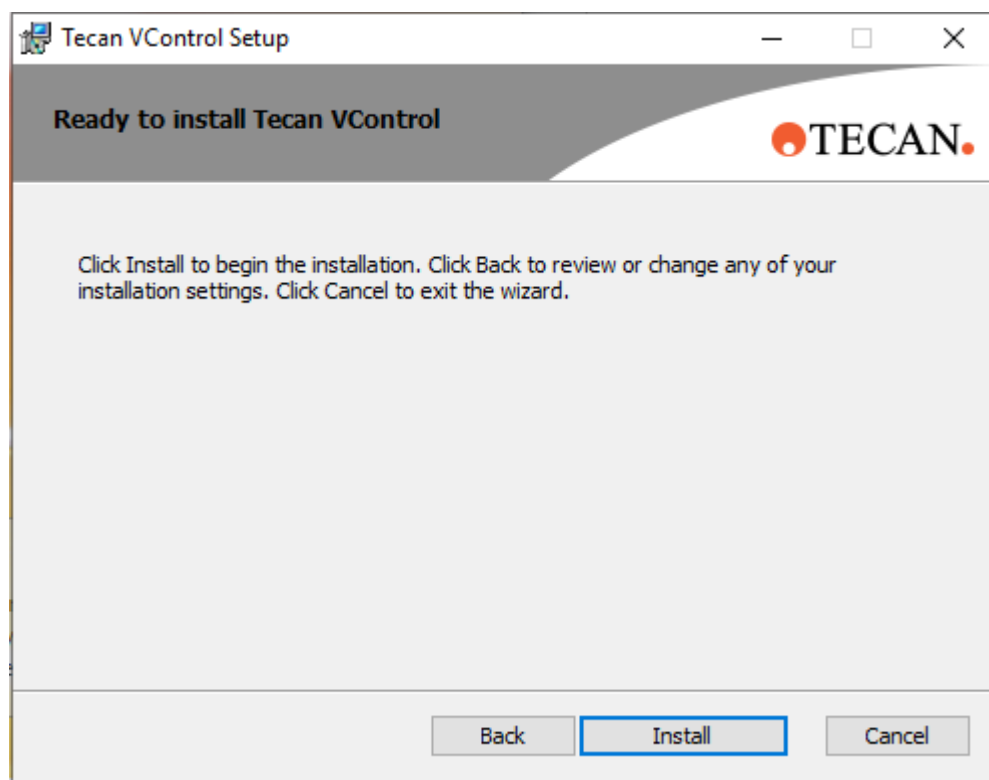 Tecan VControl Setup
Ready to install Tecan VControl
TECAN.
Click Install to begin the installation. Click Back to review or change any of your
installation settings. Click Cancel to exit the wizard.
Back Install Cancel